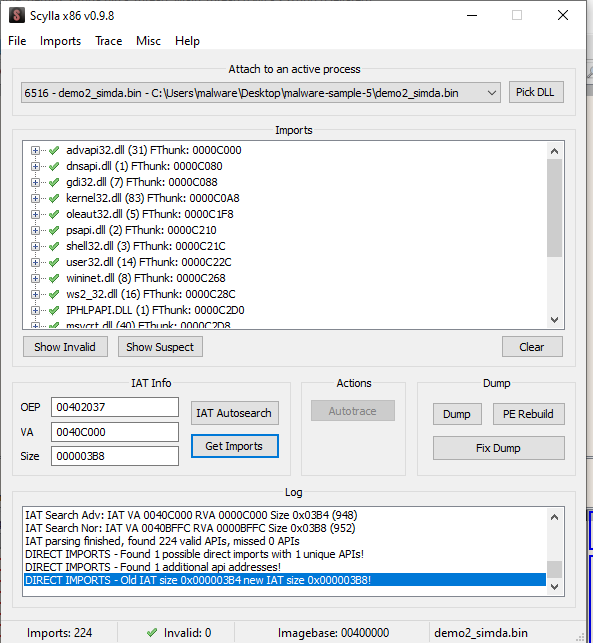 Scylla x86 v0.9.8
File Imports Trace Misc Help
Attach to an active process
6516 - demo2_simda.bin - C:\Users\malware\Desktop\malware-sample-5\demo2_simda.bin
Pick DLL
Imports
advapi32.dll (31) FThunk: 0000C000
dnsapi.dll (1) FThunk: 0000C080
gdi32.dll (7) FThunk: 0000C088
kernel32.dll (83) FThunk: 0000C0A8
oleaut32.dll (5) FThunk: 0000C1F8
psapi.dll (2) FThunk: 0000C210
shell32.dll (3) FThunk: 0000C21C
user32.dll (14) FThunk: 0000C22C
wininet.dll (8) FThunk: 0000C268
ws2_32.dll (16) FThunk: 0000C28C
IPHLPAPI.DLL (1) FThunk: 0000C2D0
msvcrt.dll (40) FThunk: 0000C2D8
Show Invalid Show Suspect Clear
IAT Info Actions Dump
OEP 00402037 IAT Autosearch Autotrace Dump PE Rebuild
VA 0040C000
Get Imports Fix Dump
Size 000003B8
Log
IAT Search Adv: IAT VA 0040C000 RVA 0000C000 Size 0x03B4 (948)
IAT Search Nor: IAT VA 0040BFFC RVA 0000BFFC Size 0x03B8 (952)
IAT parsing finished, found 224 valid APIs, missed 0 APIs
DIRECT IMPORTS - Found 1 possible direct imports with 1 unique APIs!
DIRECT IMPORTS - Found 1 additional api addresses!
DIRECT IMPORTS - Old IAT size 0x000003B4 new IAT size 0x000003B8!
Imports: 224 Invalid: 0 Imagebase: 00400000 demo2_simda.bin